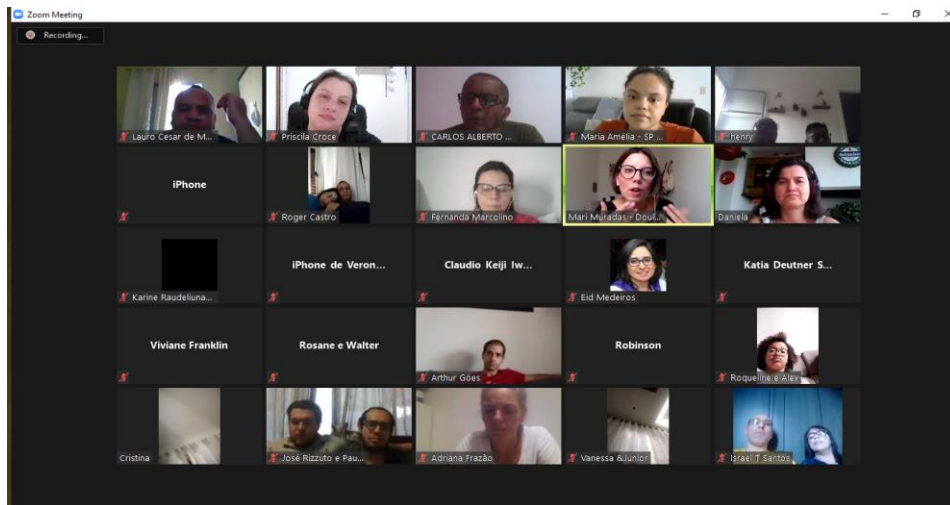 Zoom Meeting
Recording...
Lauro Cesar de M...
Priscila Croce
CARLOS ALBERTO ...
Maria Amélia - SP ...
henry
iPhone
Roger Castro
Fernanda Marcolino
Mari Muradas - Doul...
Daniela
Karine Raudeliuna...
iPhone de Veron...
Claudio Keiji Iw...
Eid Medeiros
Katia Deutner S...
Viviane Franklin
Rosane e Walter
Arthur Góes
Robinson
Roqueline e Alex
Cristina
José Rizzuto e Pau...
Adriana Frazão
Vanessa &Junior
Israel T Santos